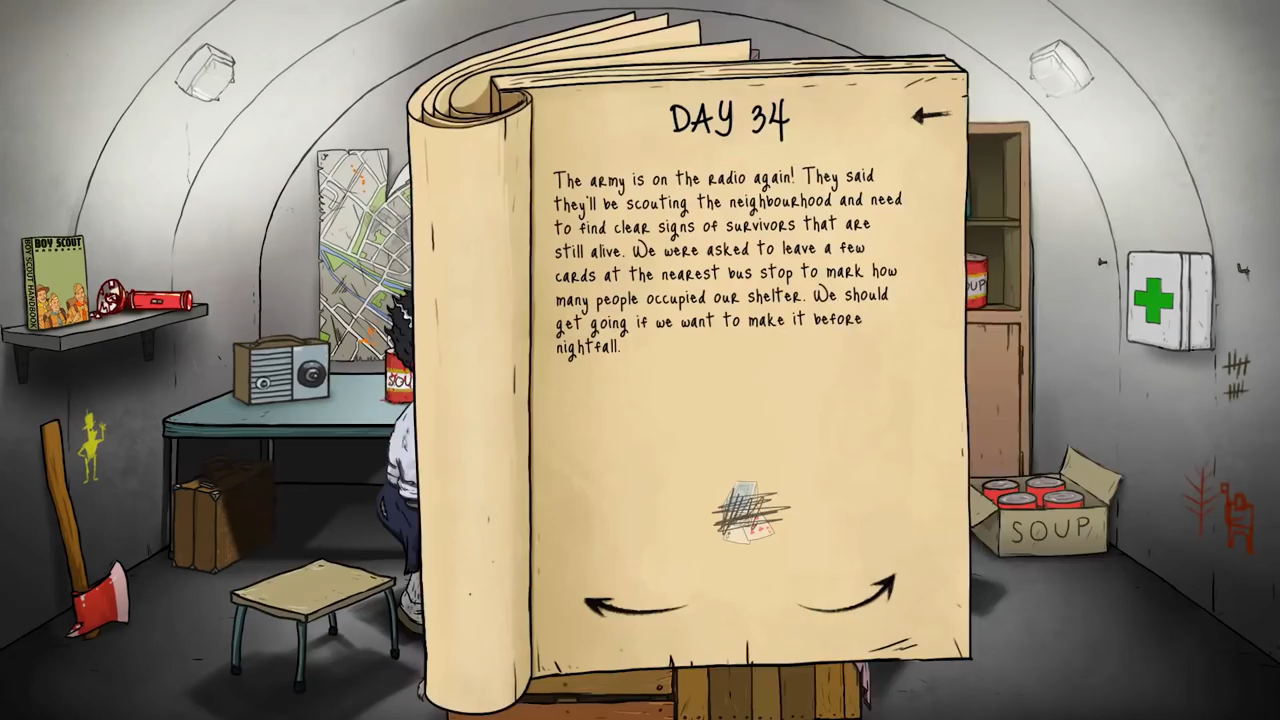 DAY 34
The army is on the radio again! They said
they'll be scouting the neighbourhood and need
to find clear signs of survivors that are
still alive. We were asked to leave a few
cards at the nearest bus stop to mark how
many people occupied our shelter. We should
get going if we want to make it before
nightfall.
BOY SCOUT
BOY SCOUT HANDBOOK
SOU
OUP
SOUP